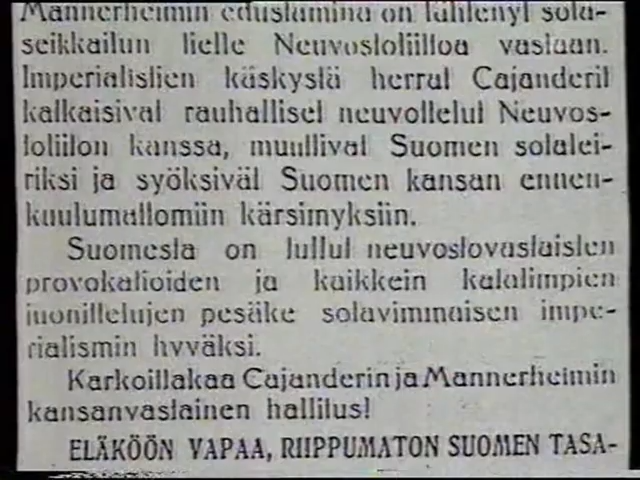 Mannerheimin edustamina on lähtenyt sota-
seikkailun tielle Neuvostoliittoa vastaan.
Imperialistien käskystä herrat Cajanderit
katkaisivat rauhalliset neuvottelut Neuvos-
toliiton kanssa, muuttivat Suomen sotalei-
riksi ja syöksivät Suomen kansan ennen-
kuulumattomiin kärsimyksiin.
Suomesta on tullut neuvostovastaisten
provokatioiden ja kaikkein katalimpien
juonittelujen pesäke sotavimmaisen impe-
rialismin hyväksi.
Karkoittakaa Cajanderin ja Mannerheimin
kansanvastainen hallitus!
ELÄKÖÖN VAPAA, RIIPPUMATON SUOMEN TASA-